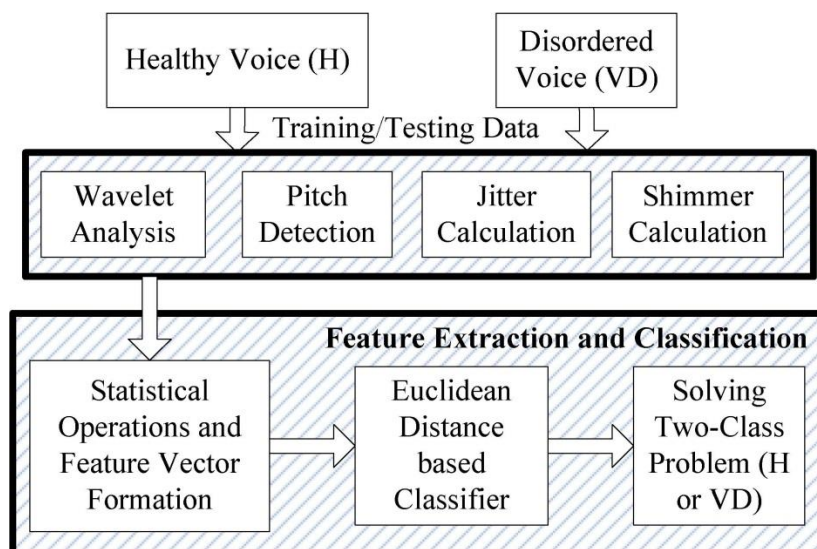 Healthy Voice (H)
Disordered
Voice (VD)
Training/Testing Data
Wavelet
Analysis
Pitch
Detection
Jitter
Calculation
Shimmer
Calculation
Feature Extraction and Classification
Statistical
Operations and
Feature Vector
Formation
Euclidean
Distance
based
Classifier
Solving
Two-Class
Problem (H
or VD)